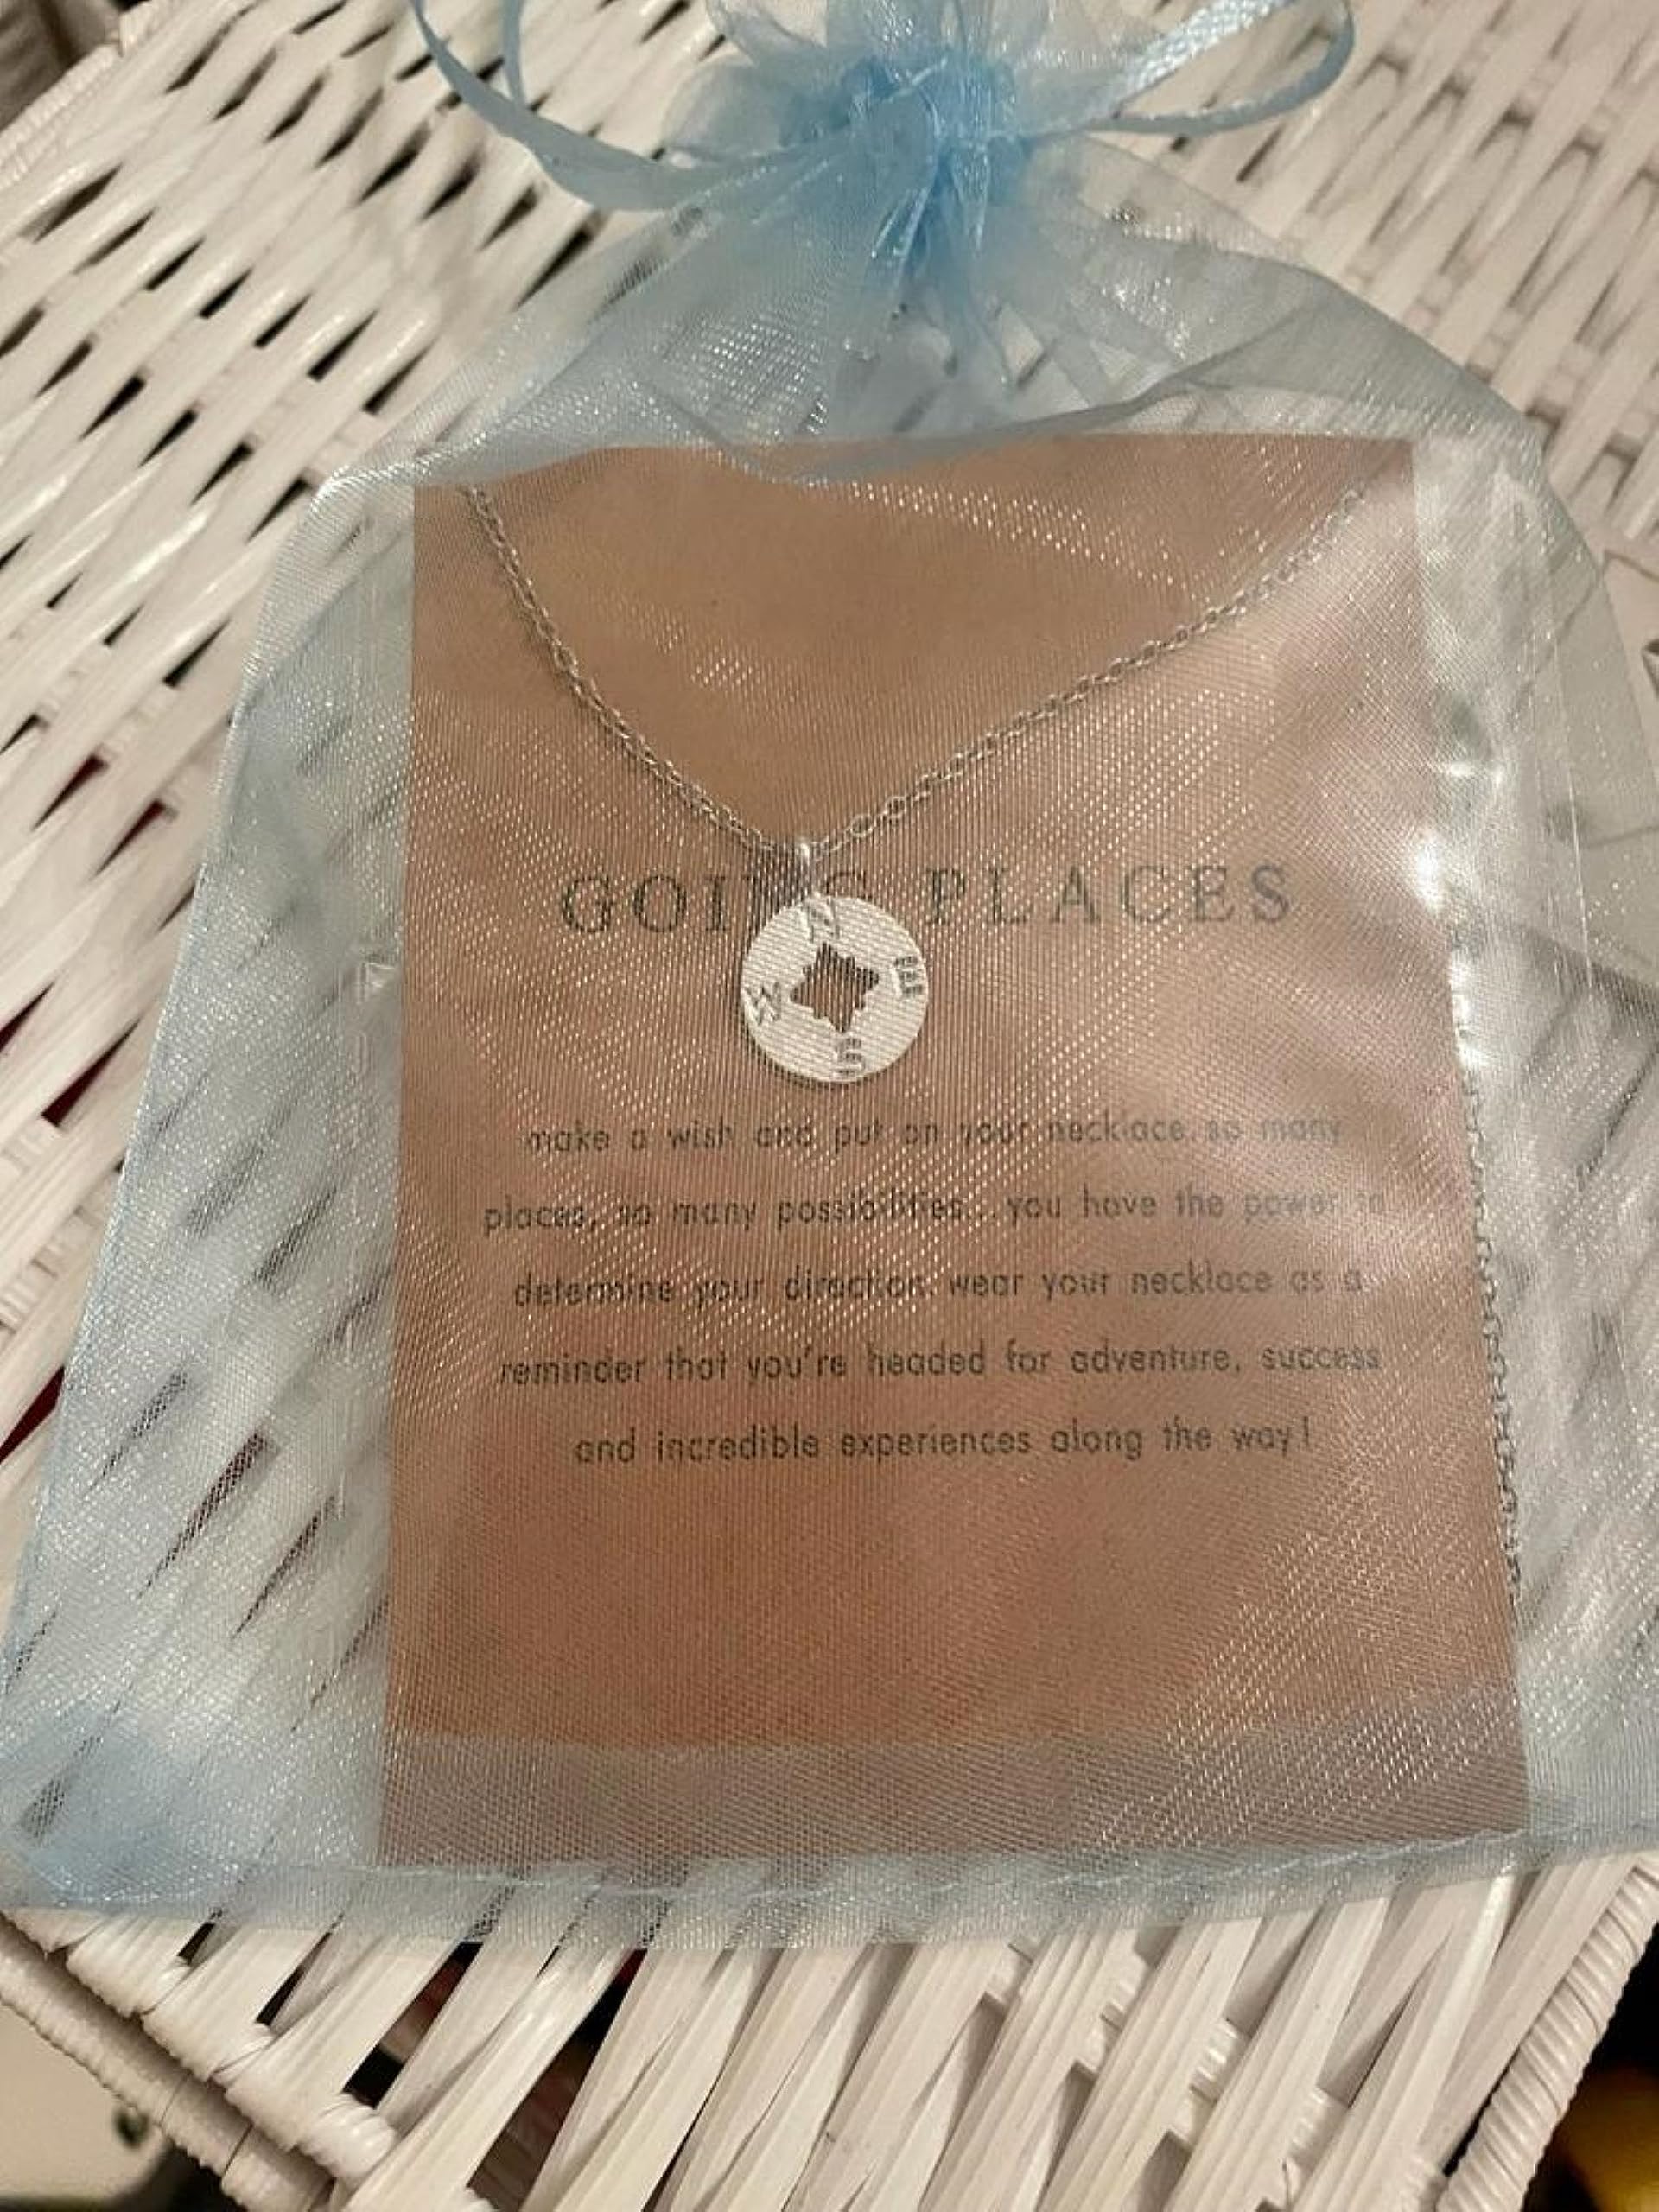 GOING PLACES
N
W E
S
make a wish and put on your necklace. so many
places, so many possibilities...you have the power to
determine your direction. wear your necklace as a
reminder that you're headed for adventure, success
and incredible experiences along the way!